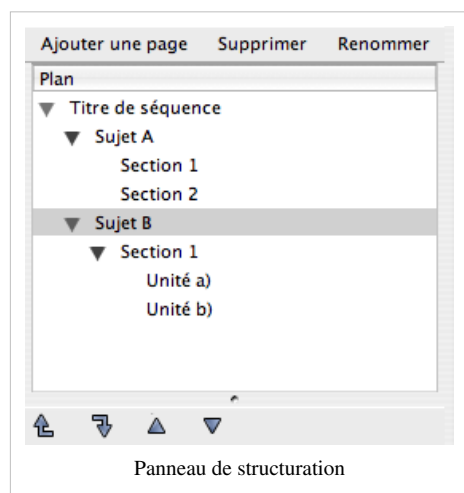 Ajouter une page Supprimer Renommer
Plan
Titre de séquence
Sujet A
Section 1
Section 2
Sujet B
Section 1
Unité a)
Unité b)
Panneau de structuration